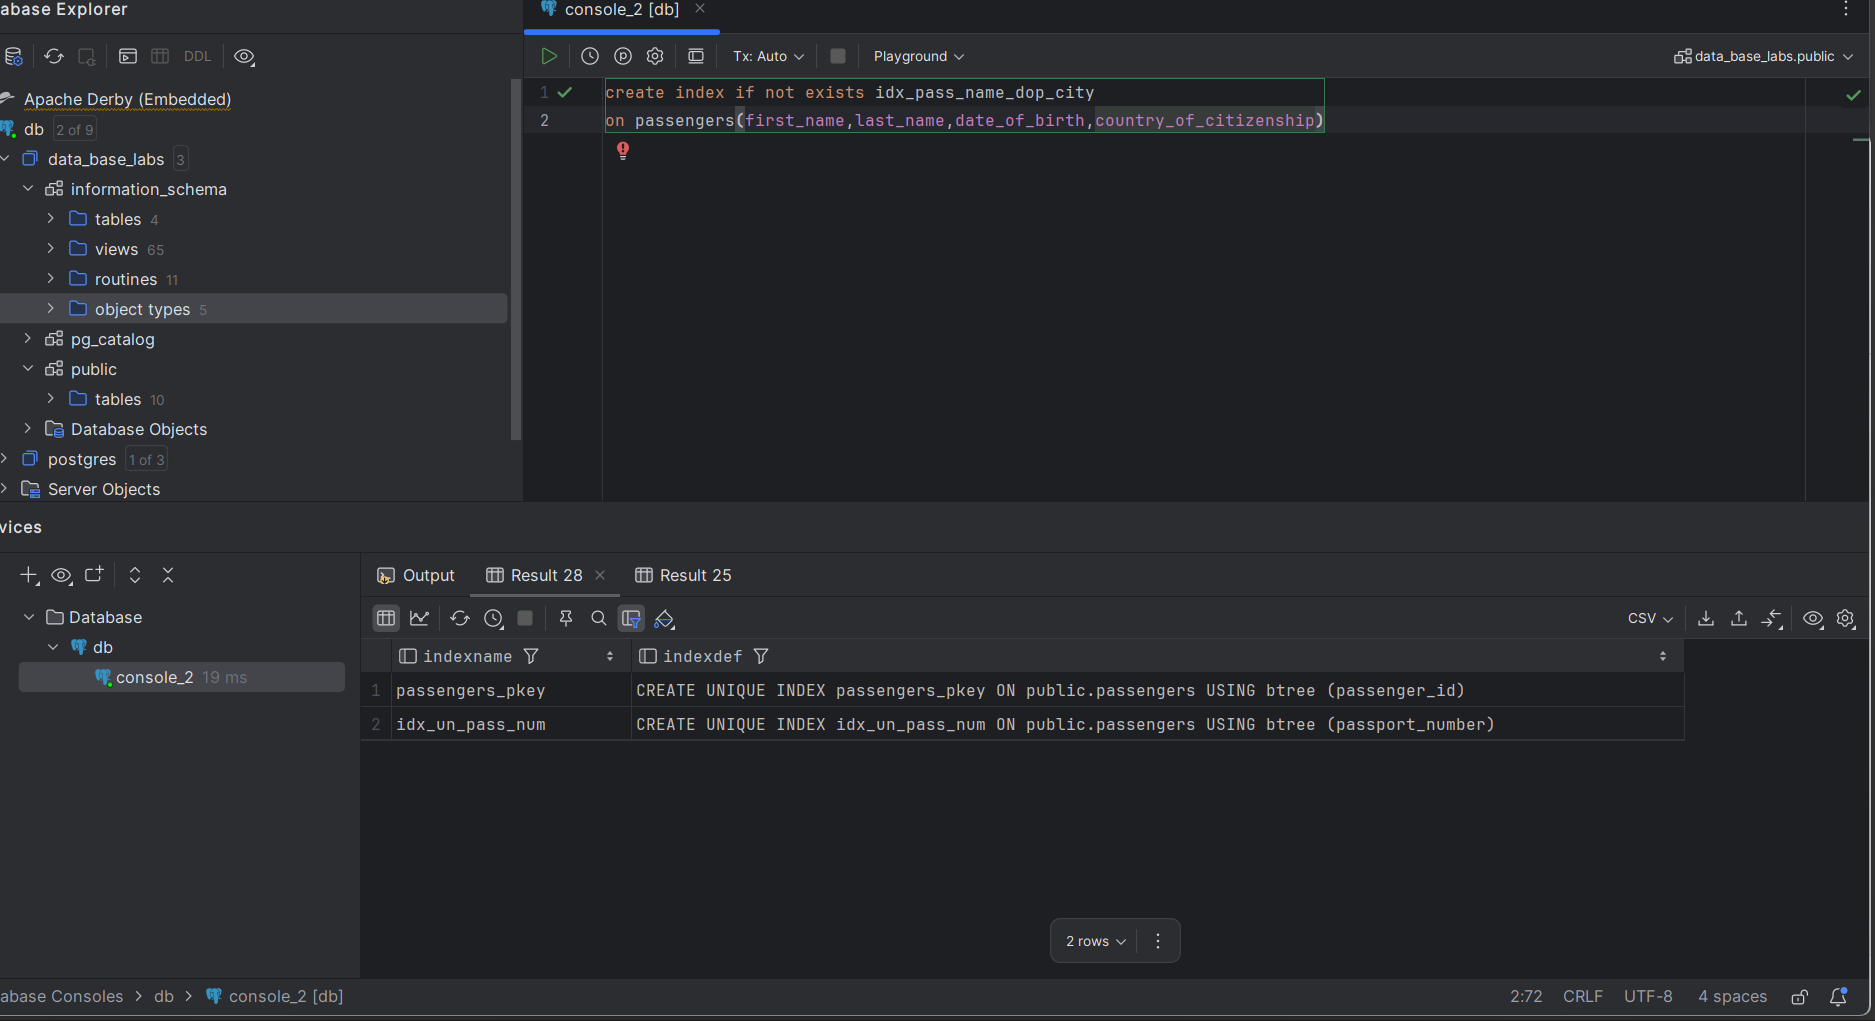 abase Explorer
console_2 [db]
DDL
Tx: Auto
Playground
data_base_labs.public
Apache Derby (Embedded)
db 2 of 9
data_base_labs 3
information_schema
tables 4
views 65
routines 11
object types 5
pg_catalog
public
tables 10
Database Objects
postgres 1 of 3
Server Objects
1 create index if not exists idx_pass_name_dop_city
2 on passengers(first_name,last_name,date_of_birth,country_of_citizenship)
vices
Database
db
console_2 19 ms
Output
Result 28
Result 25
CSV
indexname indexdef
1 passengers_pkey CREATE UNIQUE INDEX passengers_pkey ON public.passengers USING btree (passenger_id)
2 idx_un_pass_num CREATE UNIQUE INDEX idx_un_pass_num ON public.passengers USING btree (passport_number)
2 rows
abase Consoles > db > console_2 [db]
2:72 CRLF UTF-8 4 spaces